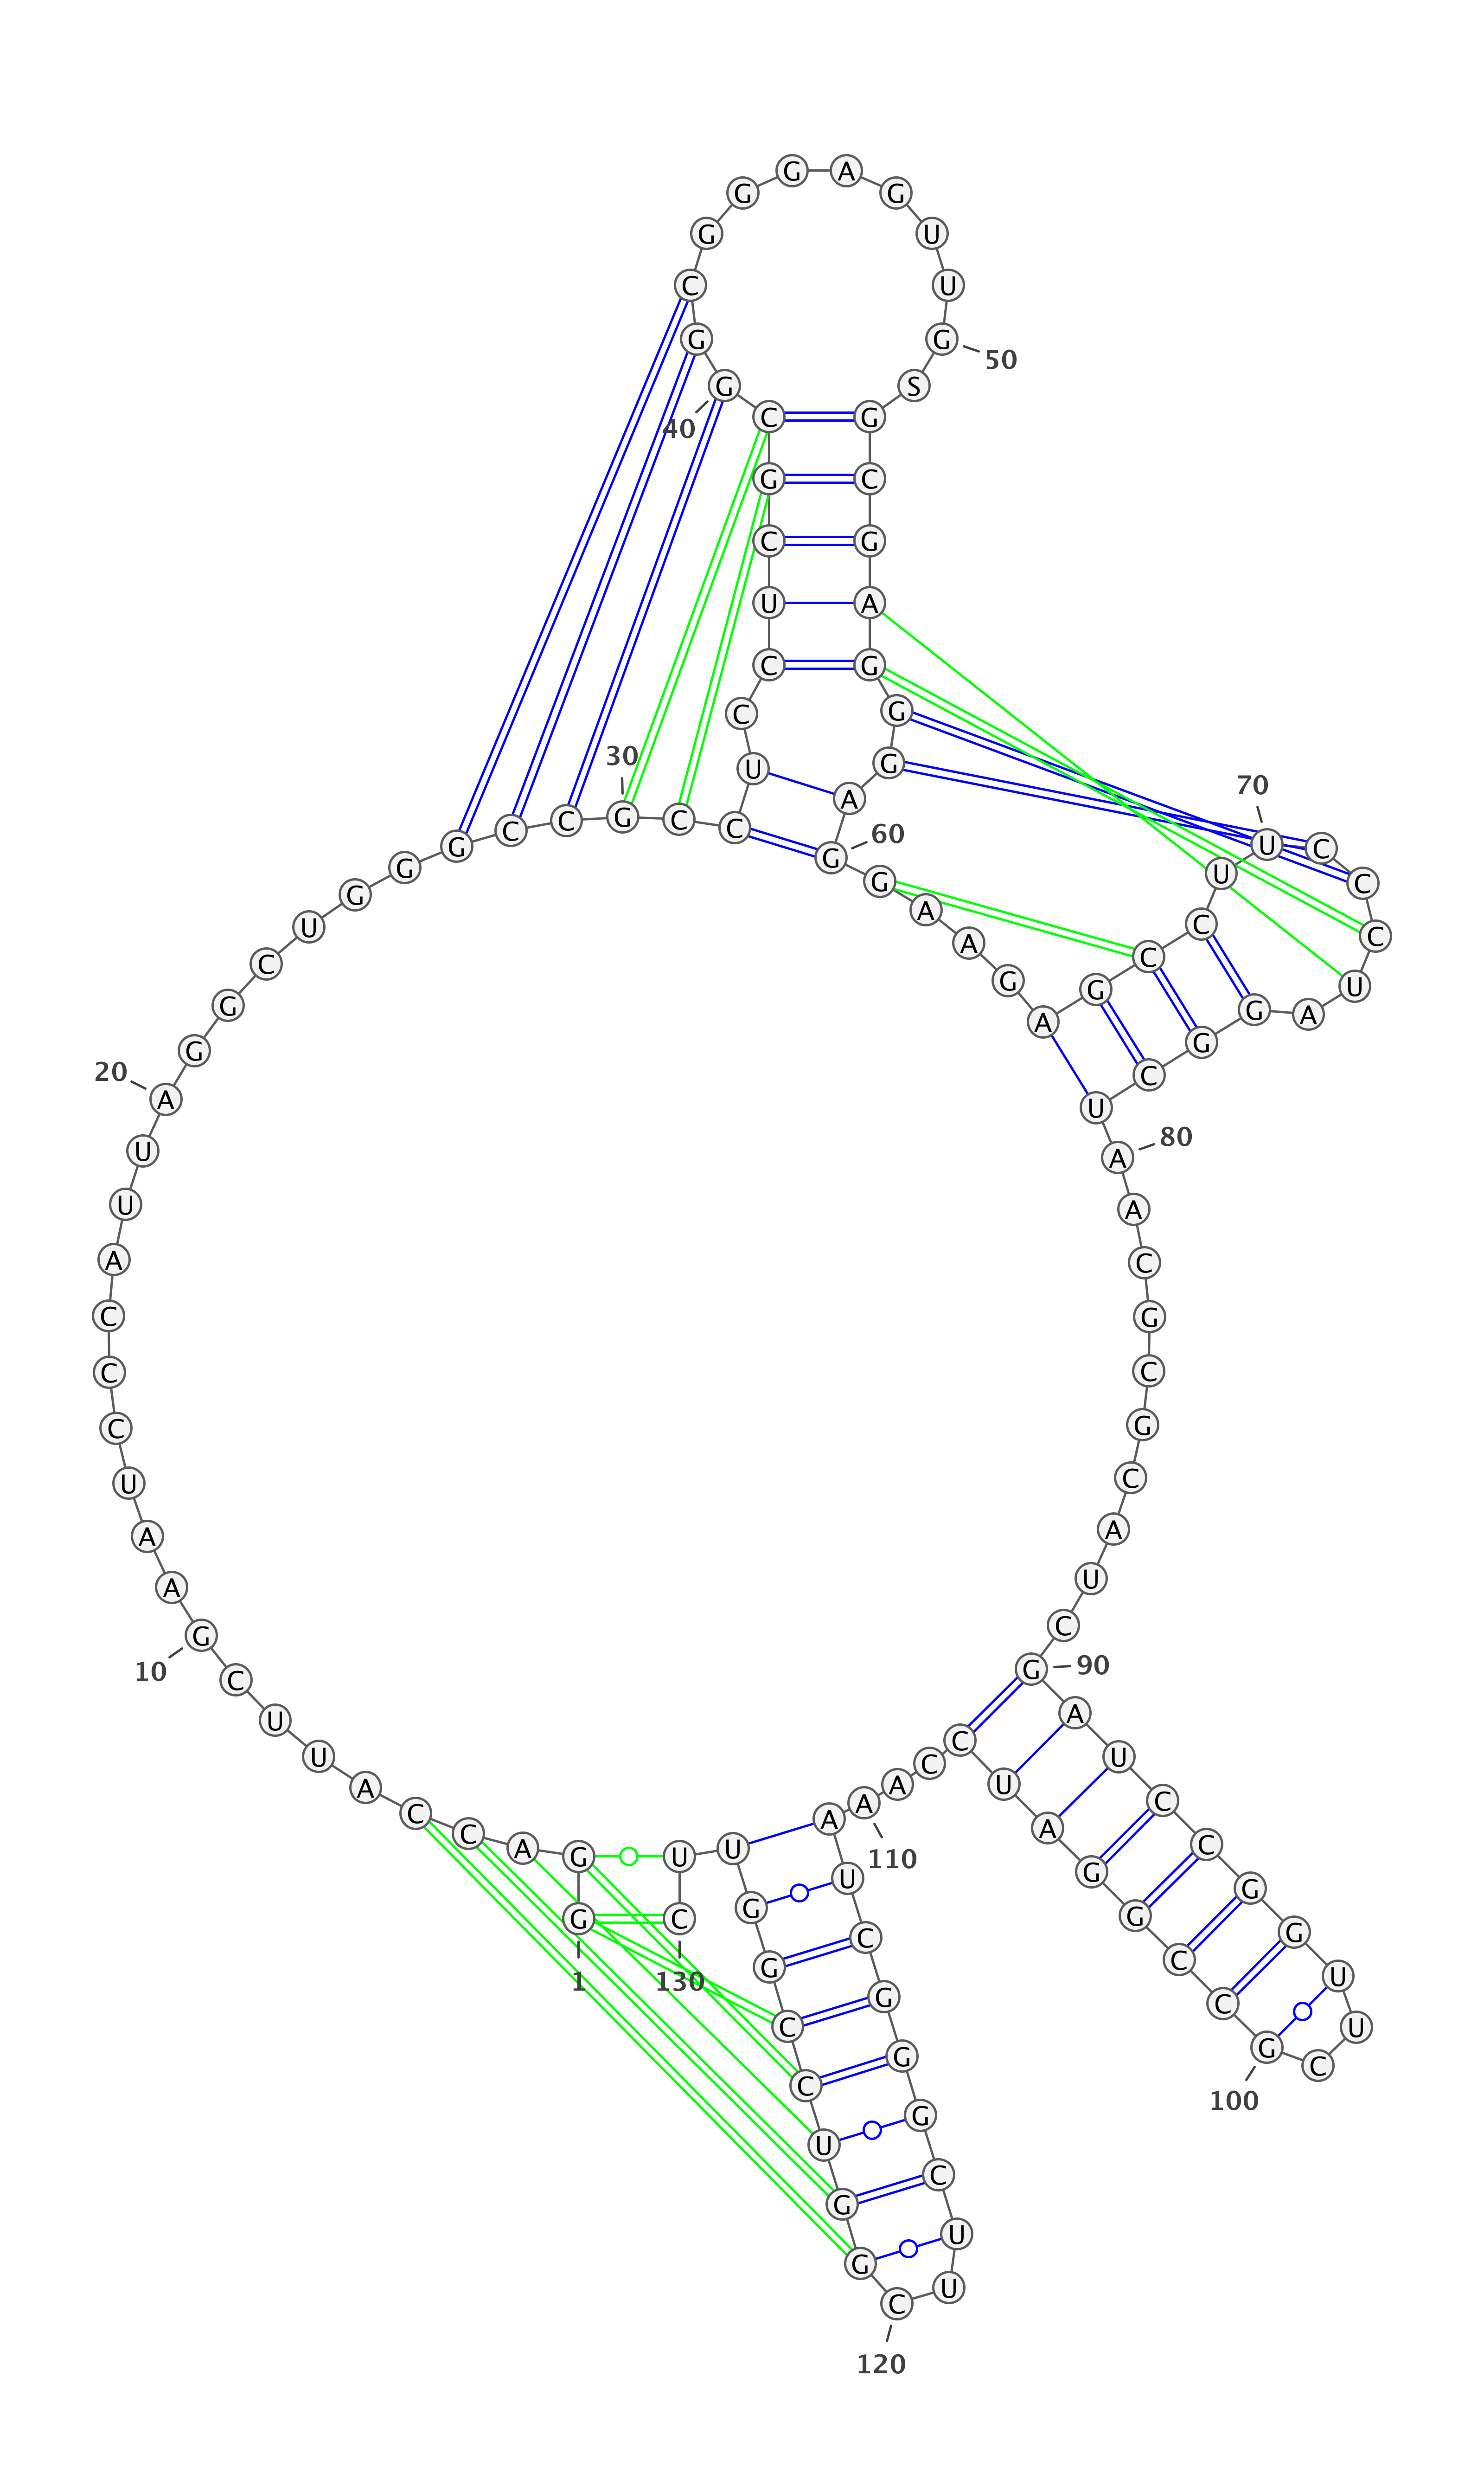 1
G G A C C A U U C G
10
A A U C C C A U U A
20
G G C U G G G C C G
30
C C U C C U C G C G
40
G C G G G A G U U G
50
S G C G A G G G A G
60
G A A G A G C C U U
70
C C C U A G G C U A
80
A C G C G C A U C G
90
A U C C G G U U C G
100
C C G G A U C C A A
110
A U C G G G C U U C
120
G G U C C G G U U C
130